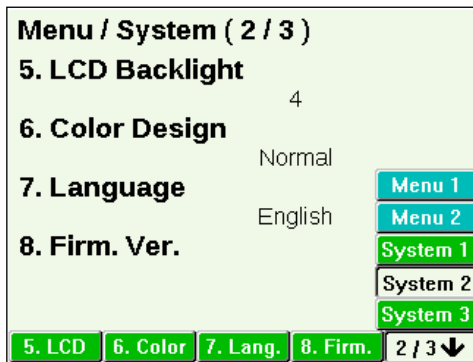 Menu / System ( 2 / 3 )
5. LCD Backlight
4
6. Color Design
Normal
7. Language
English
8. Firm. Ver.
Menu 1
Menu 2
System 1
System 2
System 3
5. LCD 6. Color 7. Lang. 8. Firm. 2 / 3 ↓